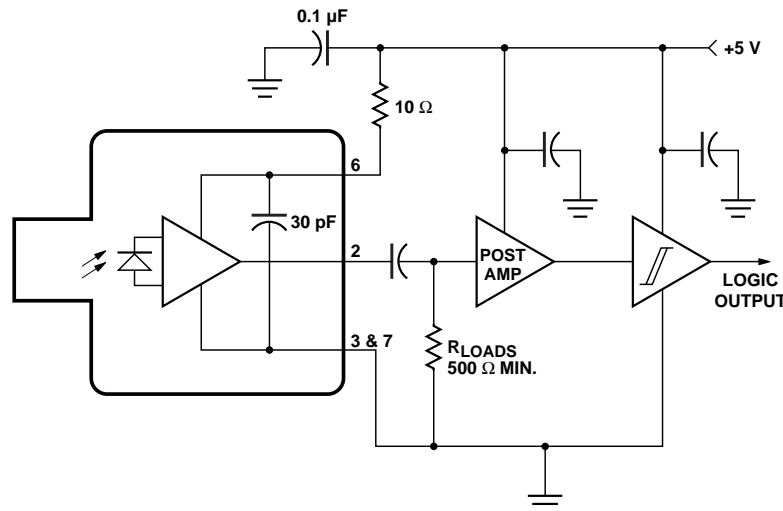 0.1 µF
+5 V
10 Ω
6
30 pF
2
POST
AMP
LOGIC
OUTPUT
3 & 7
RLOADS
500 Ω MIN.